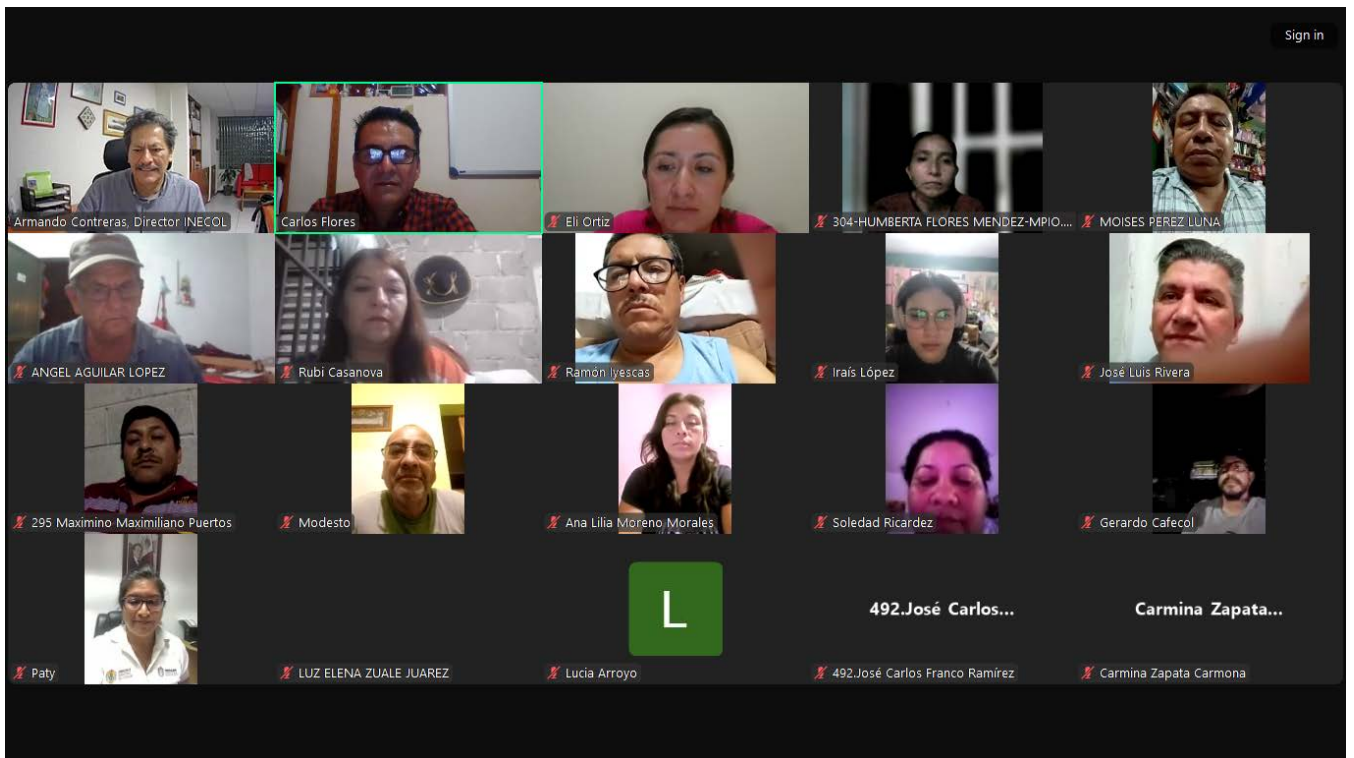 Sign in
Armando Contreras, Director INECOL
Carlos Flores
Eli Ortiz
304-HUMBERTA FLORES MENDEZ-MPIO....
MOISES PEREZ LUNA
ANGEL AGUILAR LOPEZ
Rubi Casanova
Ramón Iyescas
Iraís López
José Luis Rivera
295 Maximino Maximiliano Puertos
Modesto
Ana Lilia Moreno Morales
Soledad Ricardez
Gerardo Cafecol
L
492.José Carlos...
Carmina Zapata...
Paty
LUZ ELENA ZUALE JUAREZ
Lucia Arroyo
492.José Carlos Franco Ramírez
Carmina Zapata Carmona